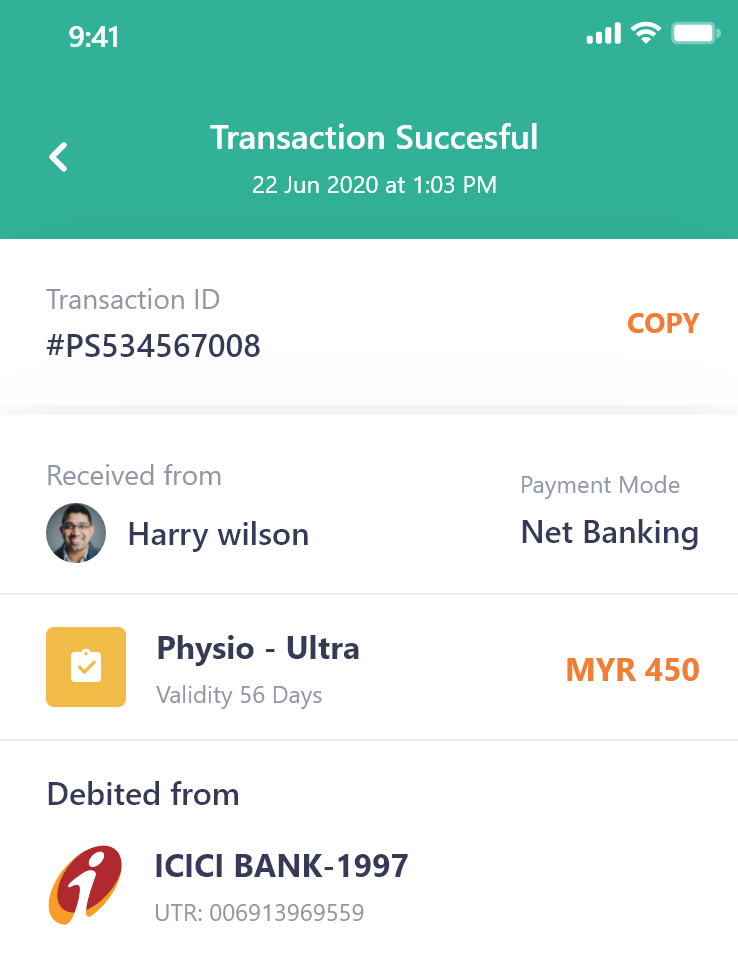 9:41
Transaction Succesful
22 Jun 2020 at 1:03 PM
Transaction ID
#PS534567008
COPY
Received from
Harry wilson
Payment Mode
Net Banking
Physio - Ultra
Validity 56 Days
MYR 450
Debited from
ICICI BANK-1997
UTR: 006913969559